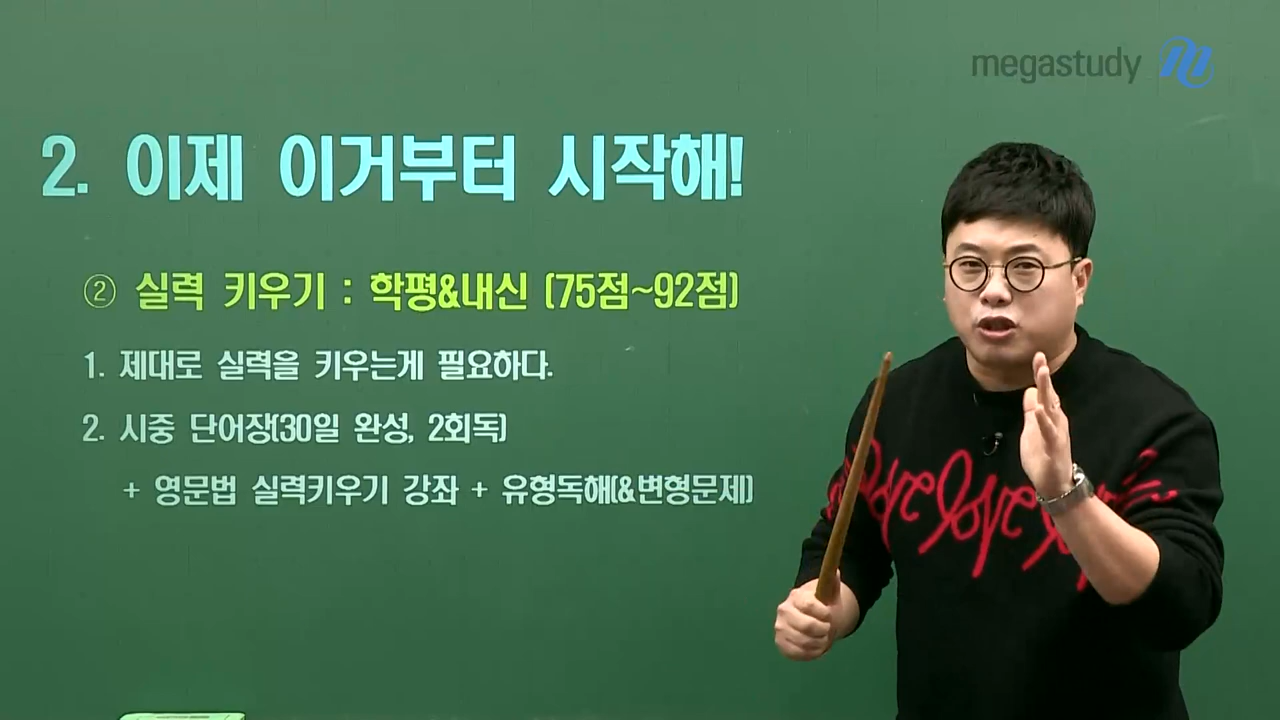 megastudy
2. 이제 이거부터 시작해!
② 실력 키우기 : 학평&내신 (75점~92점)
1. 제대로 실력을 키우는게 필요하다.
2. 시중 단어장(30일 완성, 2회독)
+ 영문법 실력키우기 강좌 + 유형독해(&변형문제)
love love